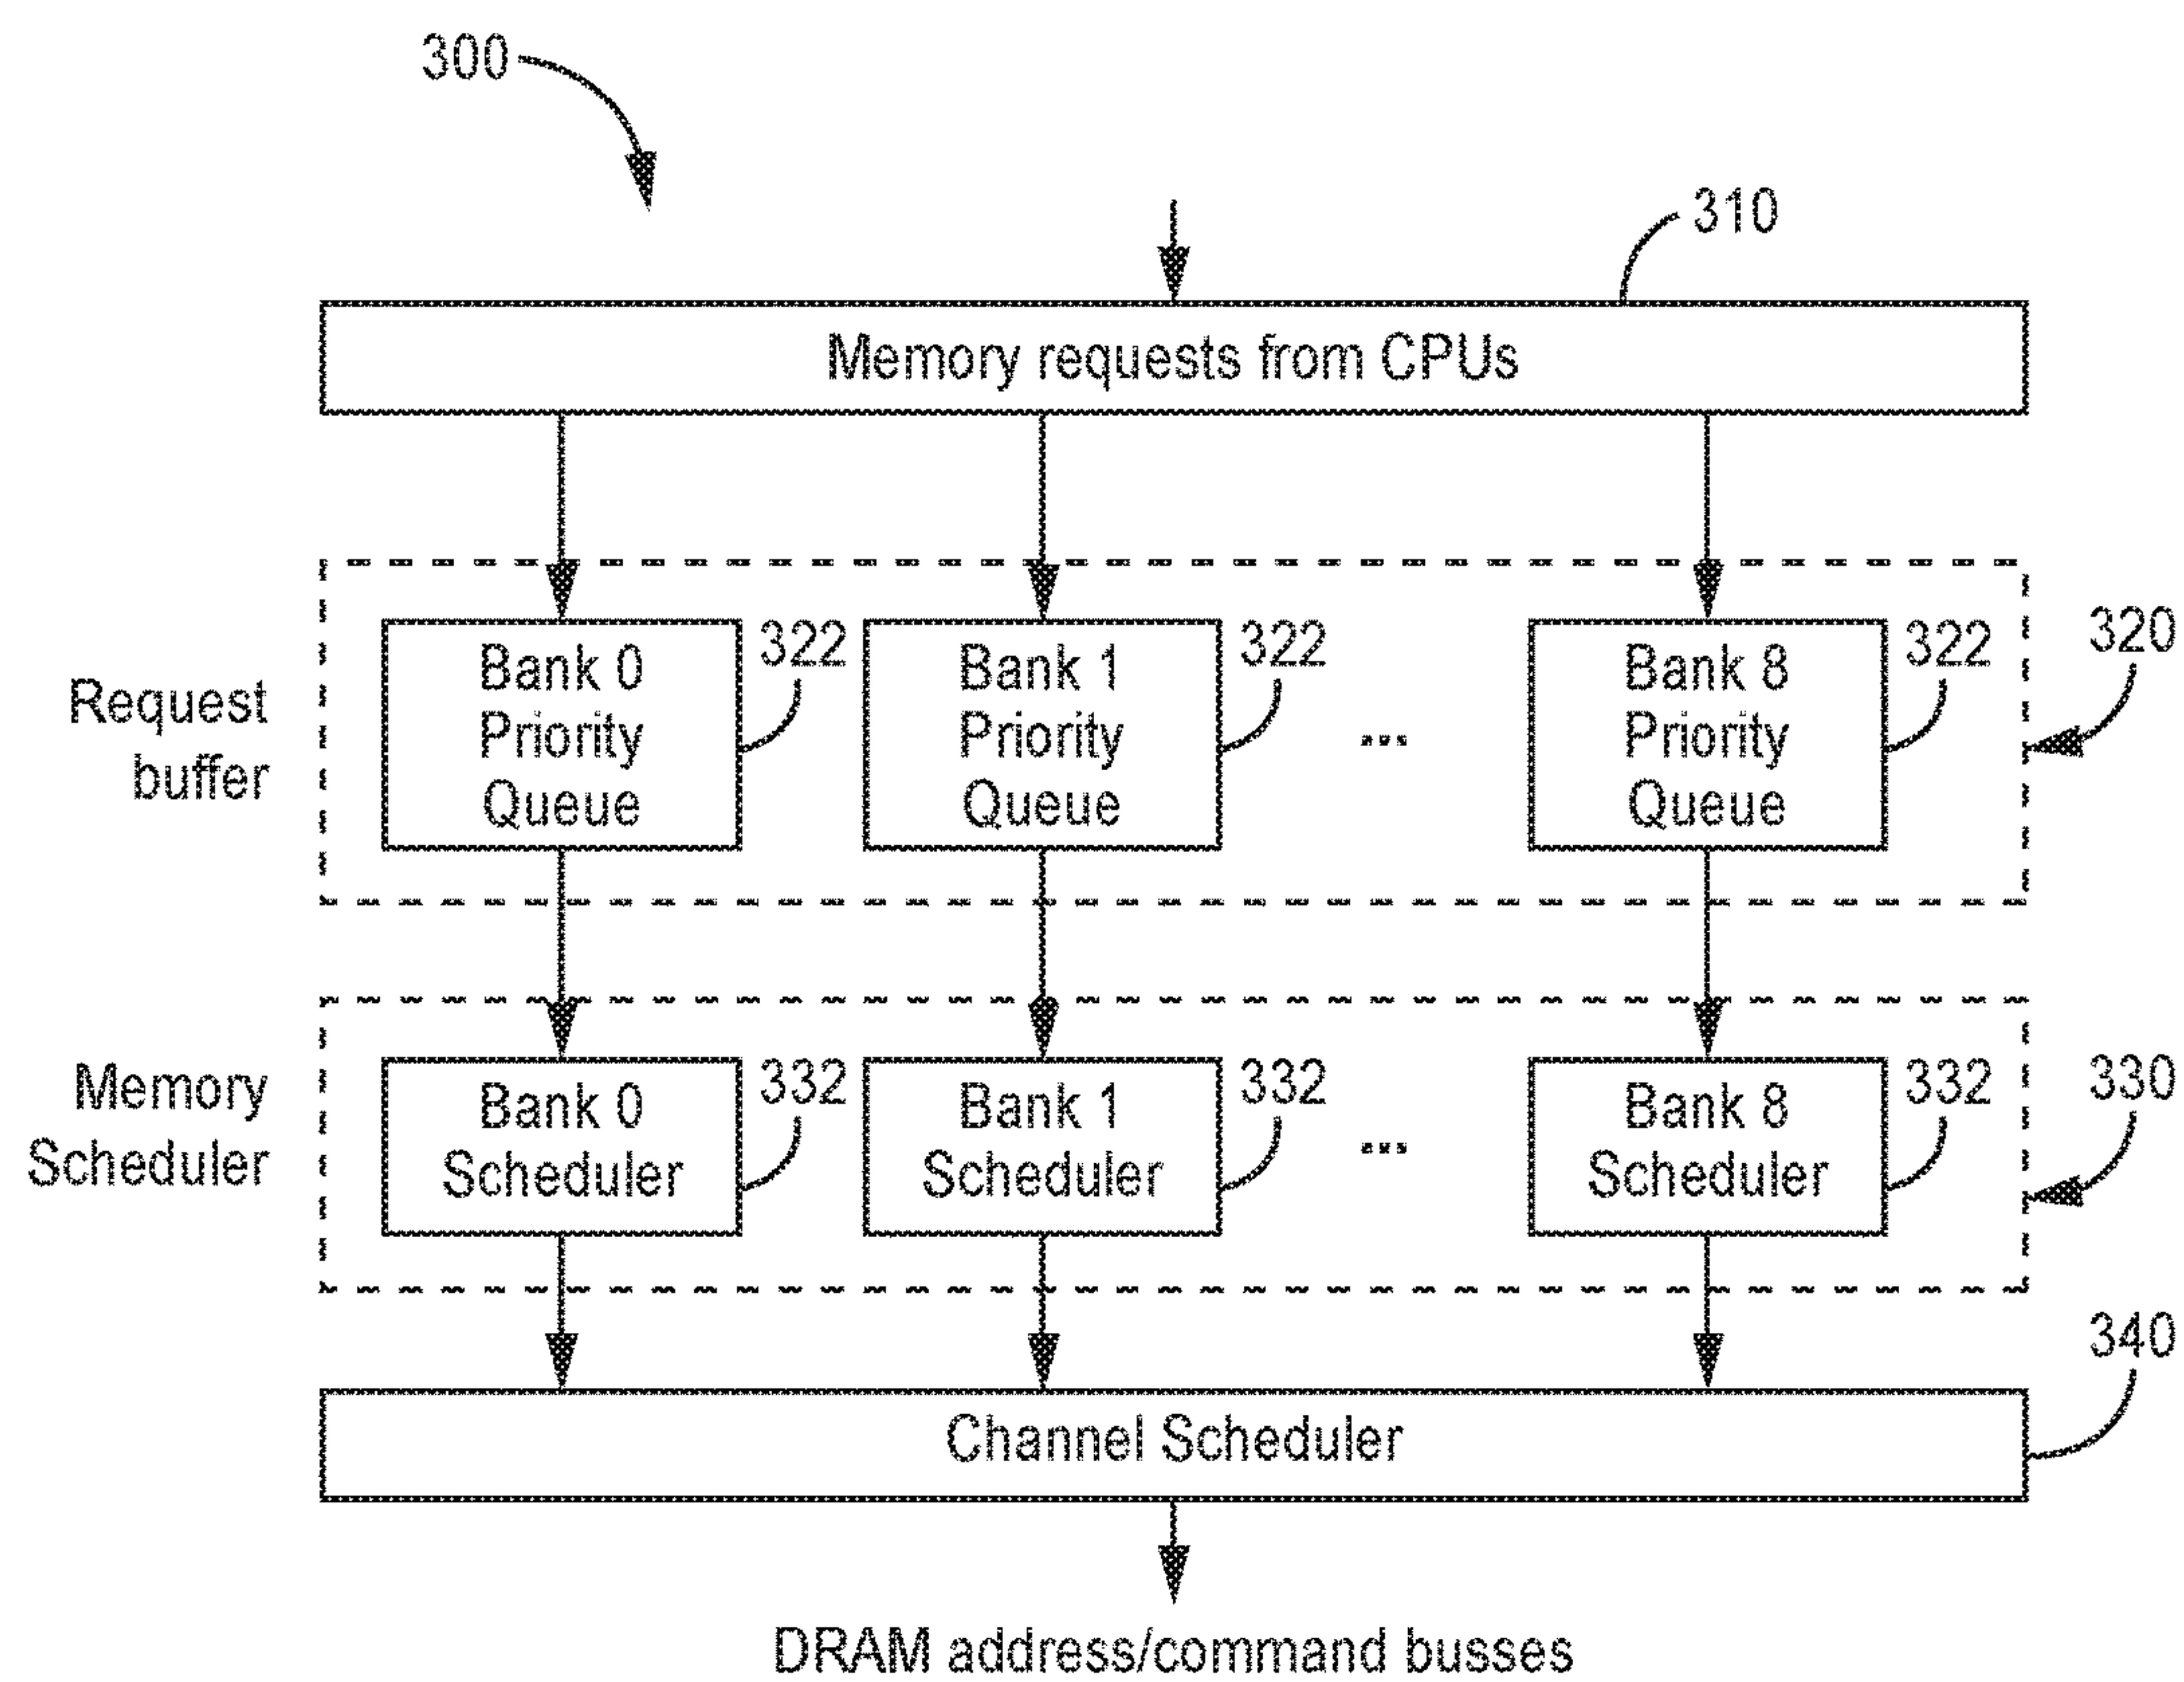 300
310
Memory requests from CPUs
Request
buffer
Bank 0
Priority
Queue
322
Bank 1
Priority
Queue
322
...
Bank 8
Priority
Queue
322
320
Memory
Scheduler
Bank 0
Scheduler
332
Bank 1
Scheduler
332
...
Bank 8
Scheduler
332
330
340
Channel Scheduler
DRAM address/command busses